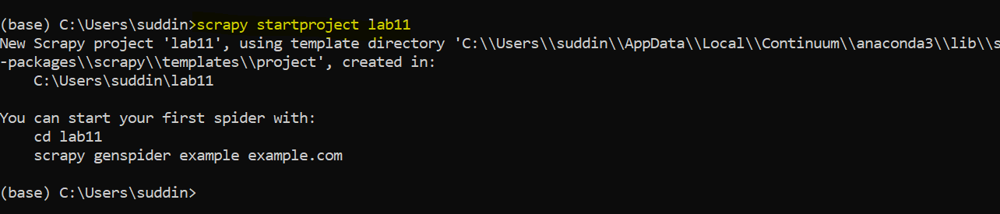 (base) C:\Users\suddin>scrapy startproject lab11
New Scrapy project 'lab11', using template directory 'C:\\Users\\suddin\\AppData\\Local\\Continuum\\anaconda3\\lib\\s
-packages\\scrapy\\templates\\project', created in:
    C:\Users\suddin\lab11

You can start your first spider with:
    cd lab11
    scrapy genspider example example.com

(base) C:\Users\suddin>